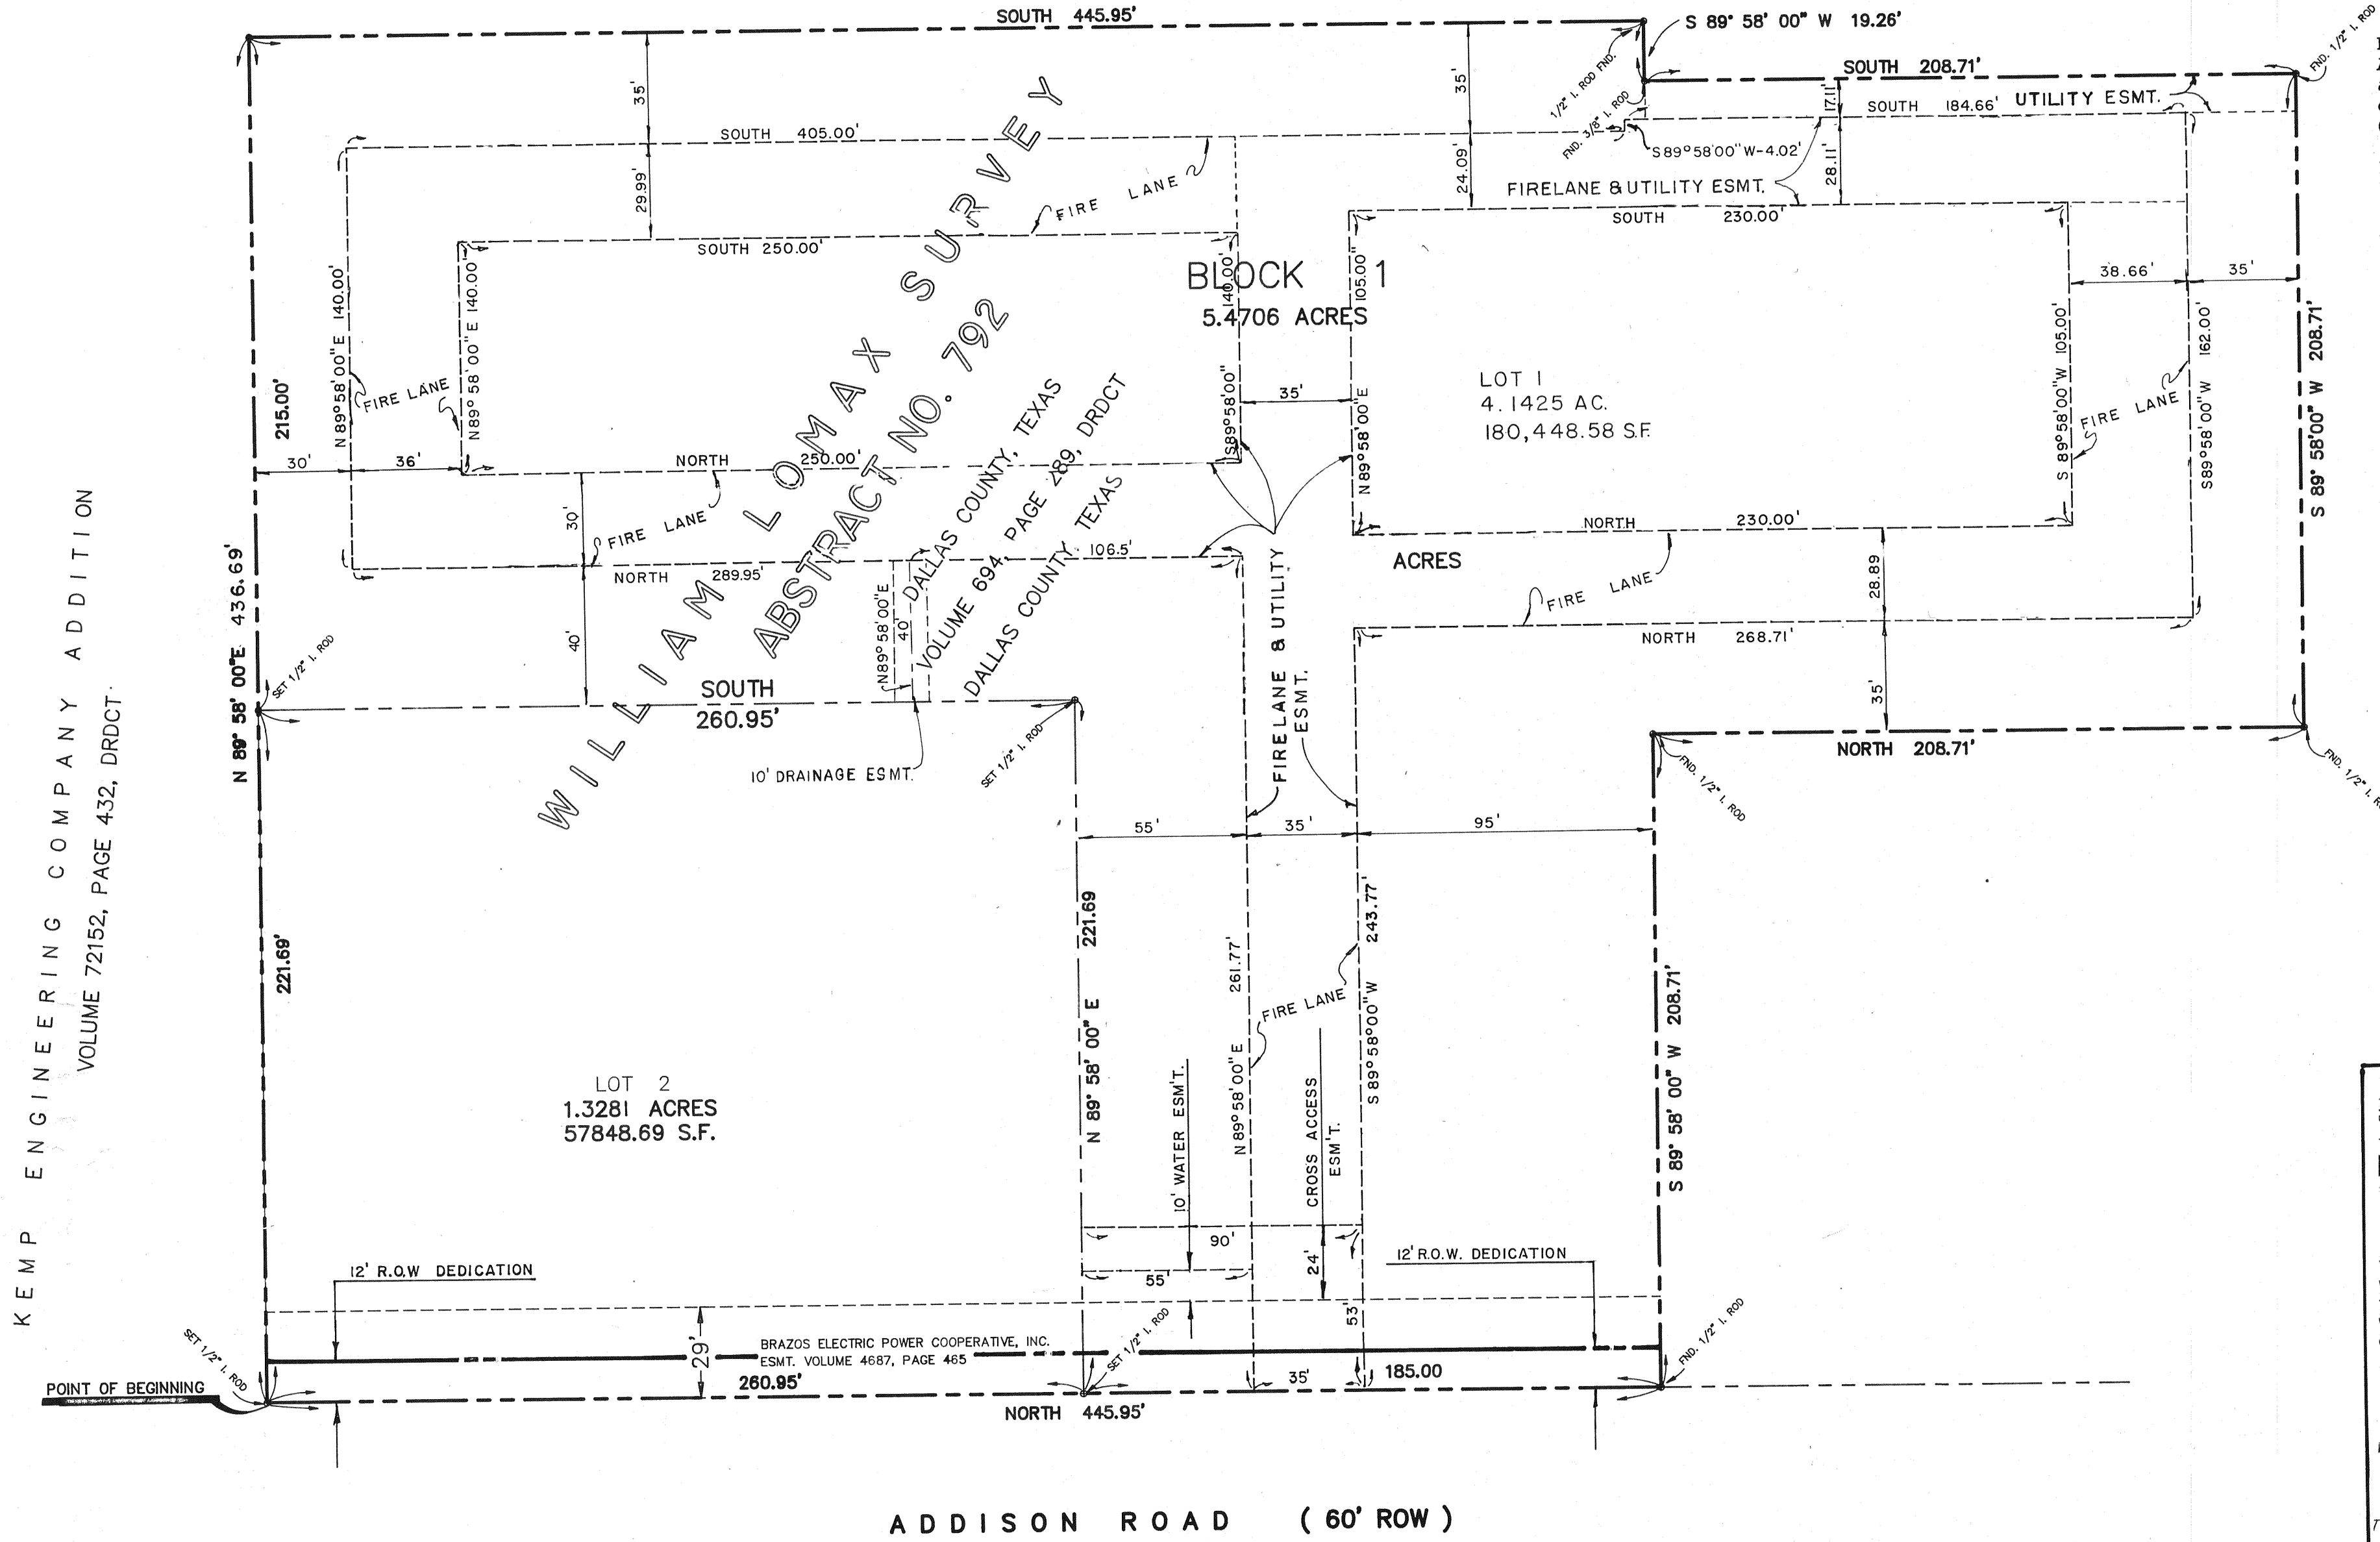 SOUTH 445.95'
S 89° 58' 00" W 19.26'
FND. 1/2" I. ROD
SOUTH 208.71'
1/2" I. ROD FND.
FND. 3/8" I. ROD
35'
35'
17.11'
SOUTH 184.66'
UTILITY ESMT.
SOUTH 405.00'
S89°58'00"W-4.02'
29.99'
24.09'
28.11'
FIRE LANE
FIRELANE & UTILITY ESMT.
SOUTH 230.00'
SOUTH 250.00'
BLOCK 1
5.4706 ACRES
WILLIAM LOMAX SURVEY
ABSTRACT NO. 792
DALLAS COUNTY, TEXAS
VOLUME 694, PAGE 289, DRDCT
DALLAS COUNTY, TEXAS
N 89°58'00"E 140.00'
N89°58'00"E 140.00'
FIRE LANE
140.00'
S89°58'00"
105.00"
N89°58'00"E
35'
LOT 1
4.1425 AC.
180,448.58 S.F.
38.66'
35'
S 89°58'00"W 105.00'
FIRE LANE
S89°58'00"W 162.00'
S 89° 58'00" W 208.71'
215.00'
30'
36'
NORTH 250.00'
30'
FIRE LANE
NORTH 289.95'
106.5'
NORTH 230.00'
ACRES
FIRE LANE
28.89
NORTH 268.71'
35'
N 89° 58' 00"E 436.69'
SET 1/2" I. ROD
40'
N89°58'00"E
40'
SOUTH
260.95'
10' DRAINAGE ESMT.
SET 1/2" I. ROD
FIRELANE & UTILITY
ESMT.
NORTH 208.71'
FND. 1/2" I. ROD
FND. 1/2" I.
55'
35'
95'
KEMP ENGINEERING COMPANY ADDITION
VOLUME 72152, PAGE 432, DRDCT.
221.69'
N 89° 58' 00" E 221.69
N 89°58'00"E 261.77'
FIRE LANE
S 89°58'00"W 243.77'
S 89° 58' 00" W 208.71'
LOT 2
1.3281 ACRES
57848.69 S.F.
10' WATER ESM'T.
CROSS ACCESS
ESM'T.
90'
24'
55'
53'
12' R.O.W DEDICATION
12' R.O.W. DEDICATION
29'
BRAZOS ELECTRIC POWER COOPERATIVE, INC.
ESMT. VOLUME 4687, PAGE 465
SET 1/2" I. ROD
SET 1/2" I. ROD
FND. 1/2" I. ROD
POINT OF BEGINNING
260.95'
35'
185.00
NORTH 445.95'
ADDISON ROAD ( 60' ROW )